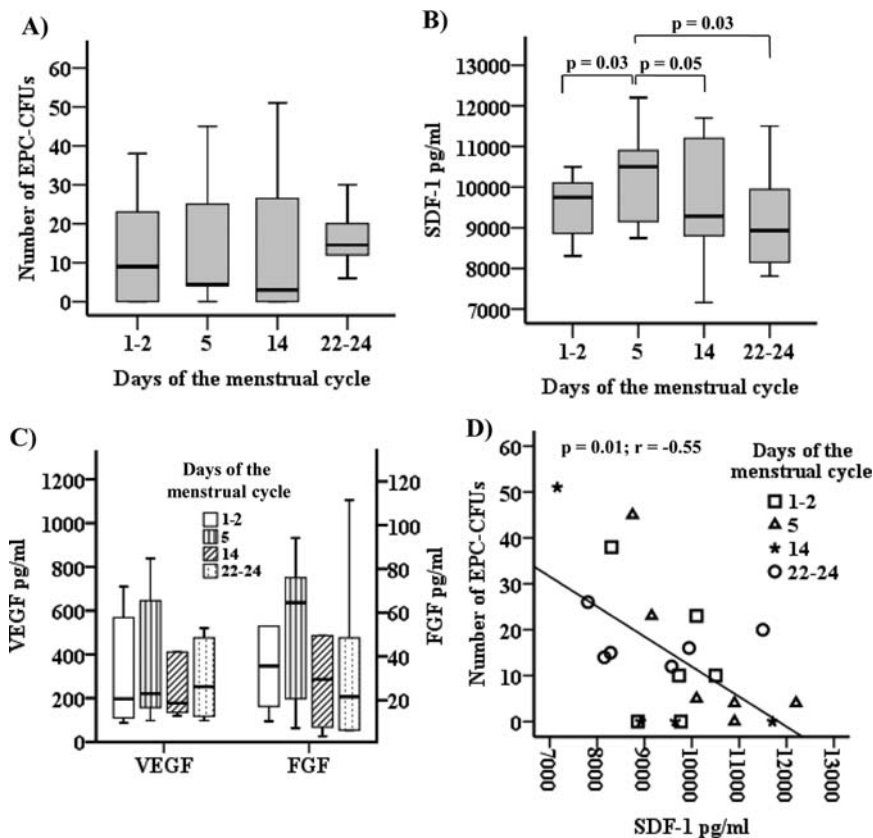 A)
Number of EPC-CFUs
60
50
40
30
20
10
0
1-2 5 14 22-24
Days of the menstrual cycle
B)
p = 0.03
p = 0.03 p = 0.05
SDF-1 pg/ml
13000
12000
11000
10000
9000
8000
7000
1-2 5 14 22-24
Days of the menstrual cycle
C)
VEGF pg/ml
1200
1000
800
600
400
200
0
Days of the
menstrual cycle
1-2
5
14
22-24
120
100
80
60
40
20
FGF pg/ml
VEGF FGF
D)
p = 0.01; r = -0.55
Days of the
menstrual cycle
1-2
5
14
22-24
Number of EPC-CFUs
60
50
40
30
20
10
0
7000 8000 9000 10000 11000 12000 13000
SDF-1 pg/ml